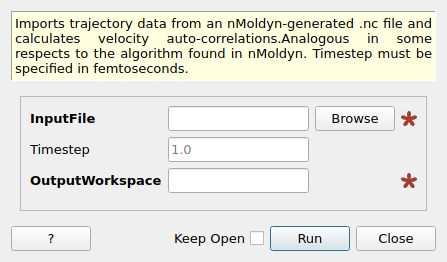 Imports trajectory data from an nMoldyn-generated .nc file and
calculates velocity auto-correlations.Analogous in some
respects to the algorithm found in nMoldyn. Timestep must be
specified in femtoseconds.
InputFile Browse *
Timestep 1.0
OutputWorkspace *
? Keep Open Run Close